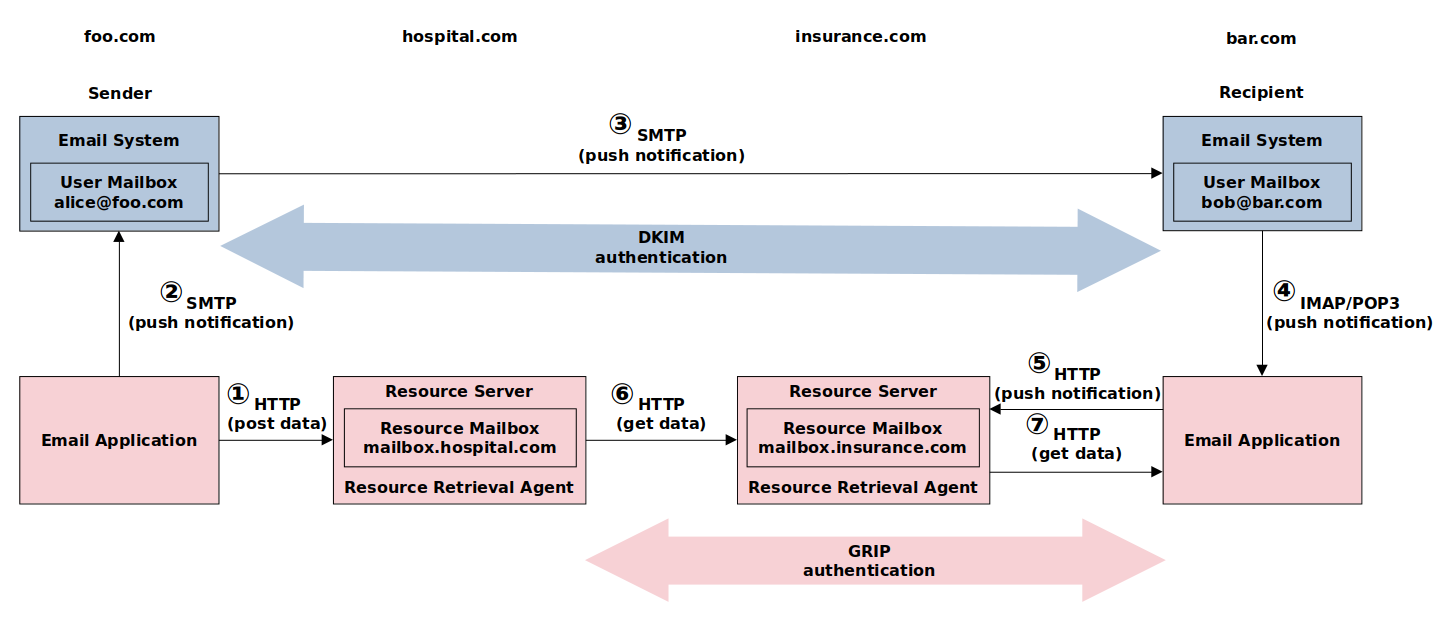 foo.com
hospital.com
insurance.com
bar.com
Sender
Recipient
Email System
User Mailbox
alice@foo.com
③ SMTP
(push notification)
Email System
User Mailbox
bob@bar.com
DKIM
authentication
② SMTP
(push notification)
④ IMAP/POP3
(push notification)
Email Application
① HTTP
(post data)
Resource Server
Resource Mailbox
mailbox.hospital.com
Resource Retrieval Agent
⑥ HTTP
(get data)
Resource Server
Resource Mailbox
mailbox.insurance.com
Resource Retrieval Agent
⑤ HTTP
(push notification)
⑦ HTTP
(get data)
Email Application
GRIP
authentication